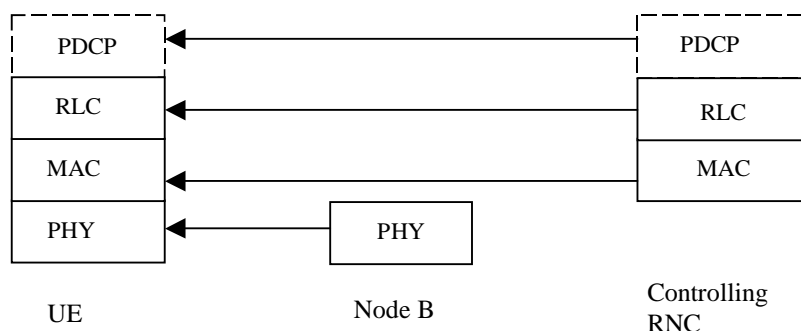 PDCP
PDCP
RLC
RLC
MAC
MAC
PHY
PHY
UE
Node B
Controlling
RNC